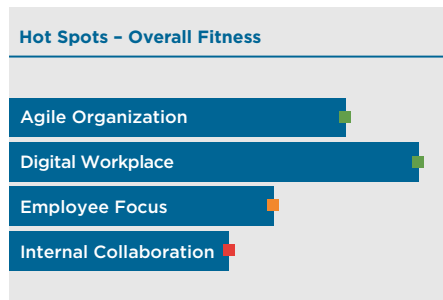 Hot Spots – Overall Fitness
Agile Organization
Digital Workplace
Employee Focus
Internal Collaboration